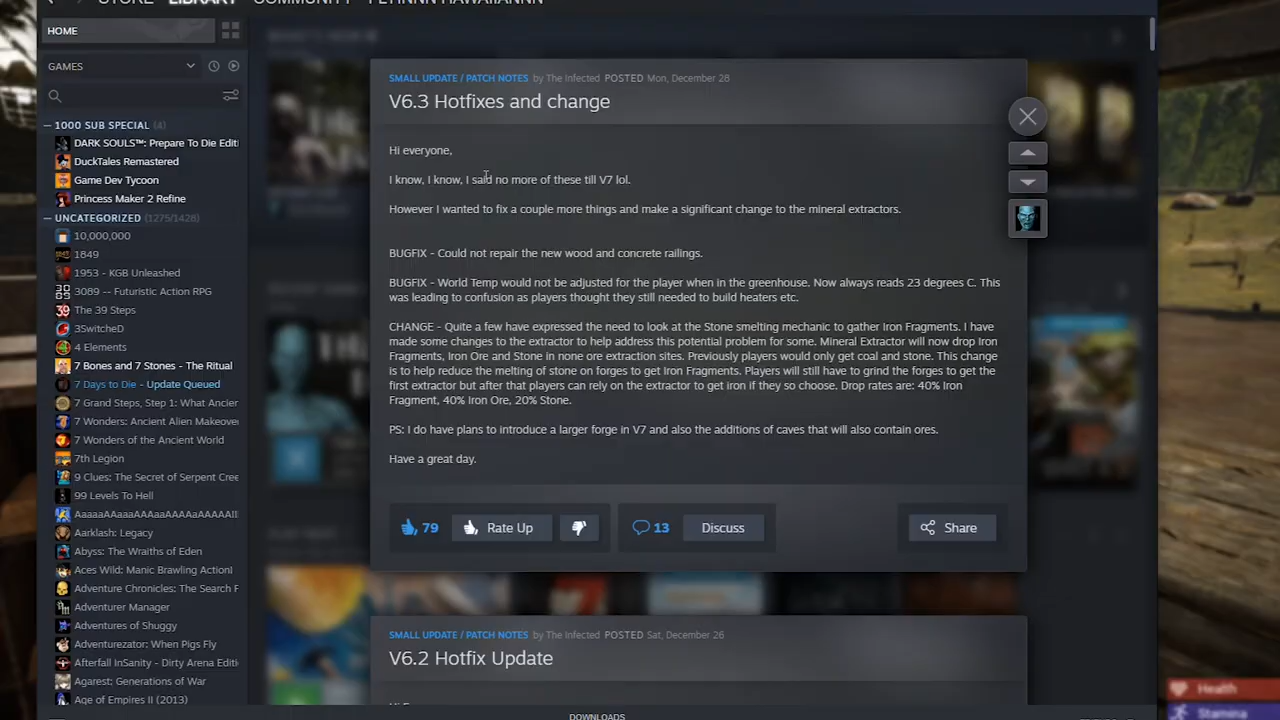 STORE LIBRARY COMMUNITY
HOME
GAMES
1000 SUB SPECIAL (4)
DARK SOULS™: Prepare To Die Editi
DuckTales Remastered
Game Dev Tycoon
Princess Maker 2 Refine
UNCATEGORIZED (1275/1426)
10,000,000
1849
1953 - KGB Unleashed
3089 -- Futuristic Action RPG
The 39 Steps
3SwitcheD
4 Elements
7 Bones and 7 Stones - The Ritual
7 Days to Die - Update Queued
7 Grand Steps, Step 1: What Ancier
7 Wonders: Ancient Alien Makeover
7 Wonders of the Ancient World
7th Legion
9 Clues: The Secret of Serpent Cree
99 Levels To Hell
AaaaaAAaaaAAAaaAAAAaAAAAA!!
Aarklash: Legacy
Abyss: The Wraiths of Eden
Aces Wild: Manic Brawling Action!
Adventure Chronicles: The Search F
Adventurer Manager
Adventures of Shuggy
Adventurezator: When Pigs Fly
Afterfall InSanity - Dirty Arena Editi
Agarest: Generations of War
Age of Empires II (2013)
SMALL UPDATE / PATCH NOTES by The Infected POSTED Mon, December 28
V6.3 Hotfixes and change
Hi everyone,
I know, I know, I said no more of these till V7 lol.
However I wanted to fix a couple more things and make a significant change to the mineral extractors.
BUGFIX - Could not repair the new wood and concrete railings.
BUGFIX - World Temp would not be adjusted for the player when in the greenhouse. Now always reads 23 degrees C. This
was leading to confusion as players thought they still needed to build heaters etc.
CHANGE - Quite a few have expressed the need to look at the Stone smelting mechanic to gather Iron Fragments. I have
made some changes to the extractor to help address this potential problem for some. Mineral Extractor will now drop Iron
Fragments, Iron Ore and Stone in none ore extraction sites. Previously players would only get coal and stone. This change
is to help reduce the melting of stone on forges to get Iron Fragments. Players will still have to grind the forges to get the
first extractor but after that players can rely on the extractor to get iron if they so choose. Drop rates are: 40% Iron
Fragment, 40% Iron Ore, 20% Stone.
PS: I do have plans to introduce a larger forge in V7 and also the additions of caves that will also contain ores.
Have a great day.
79 Rate Up 13 Discuss Share
SMALL UPDATE / PATCH NOTES by The Infected POSTED Sat, December 26
V6.2 Hotfix Update
DOWNLOADS
Health
Stamina